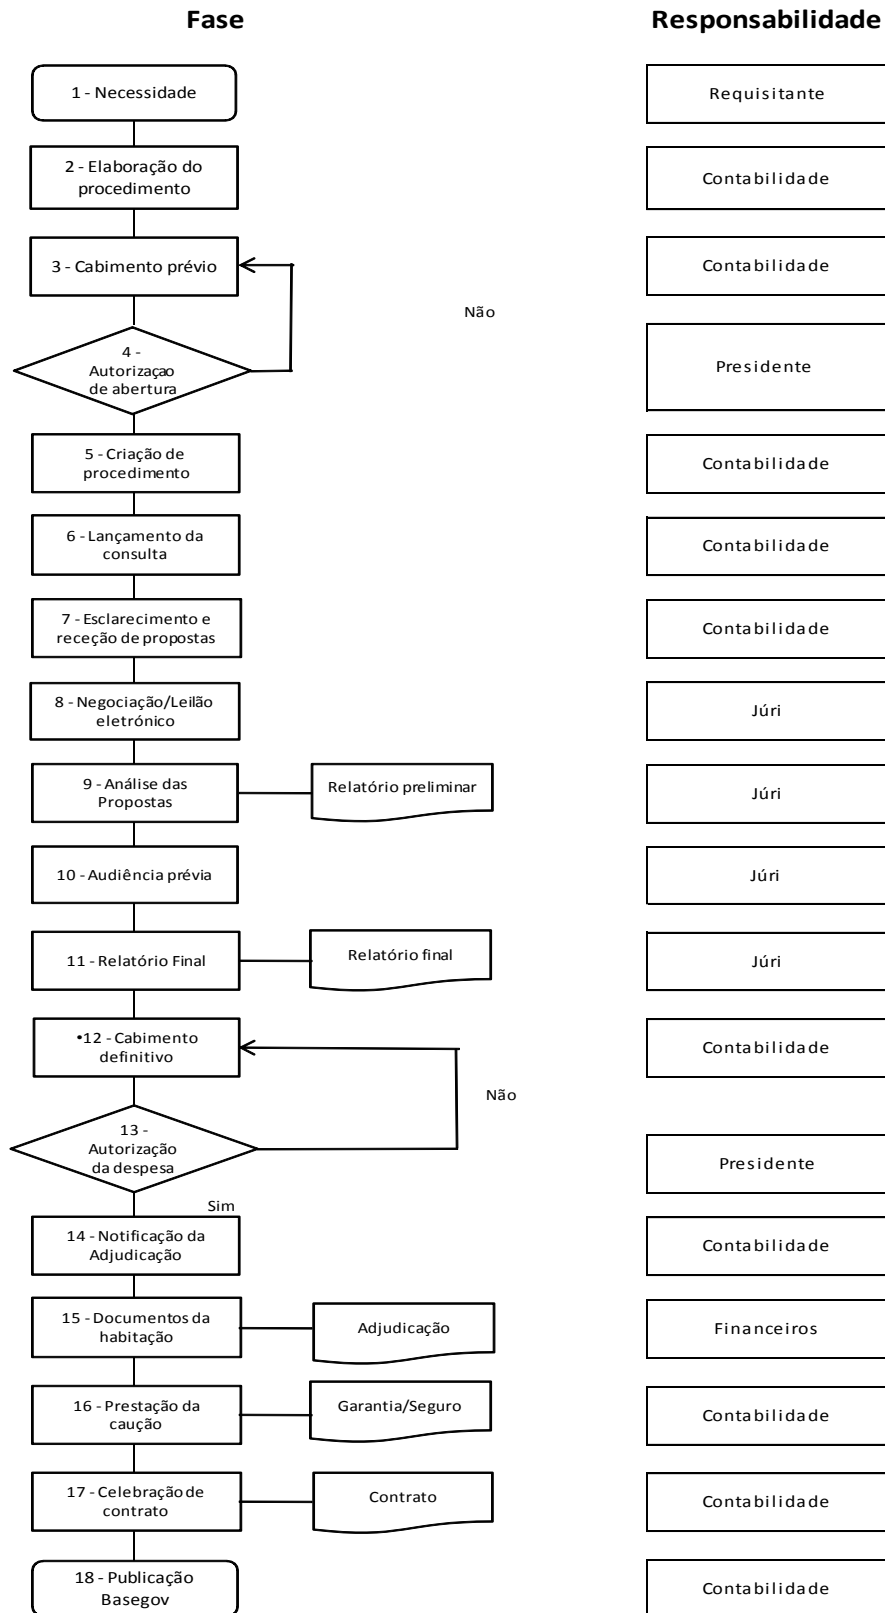 Fase
Responsabilidade
1 - Necessidade
Requisitante
2 - Elaboração do
procedimento
Contabilidade
3 - Cabimento prévio
Contabilidade
Não
4 -
Autorizaçao
de abertura
Presidente
5 - Criação de
procedimento
Contabilidade
6 - Lançamento da
consulta
Contabilidade
7 - Esclarecimento e
receção de propostas
Contabilidade
8 - Negociação/Leilão
eletrónico
Júri
9 - Análise das
Propostas
Relatório preliminar
Júri
10 - Audiência prévia
Júri
11 - Relatório Final
Relatório final
Júri
•12 - Cabimento
definitivo
Contabilidade
Não
13 -
Autorização
da despesa
Presidente
Sim
14 - Notificação da
Adjudicação
Contabilidade
15 - Documentos da
habitação
Adjudicação
Financeiros
16 - Prestação da
caução
Garantia/Seguro
Contabilidade
17 - Celebração de
contrato
Contrato
Contabilidade
18 - Publicação
Basegov
Contabilidade